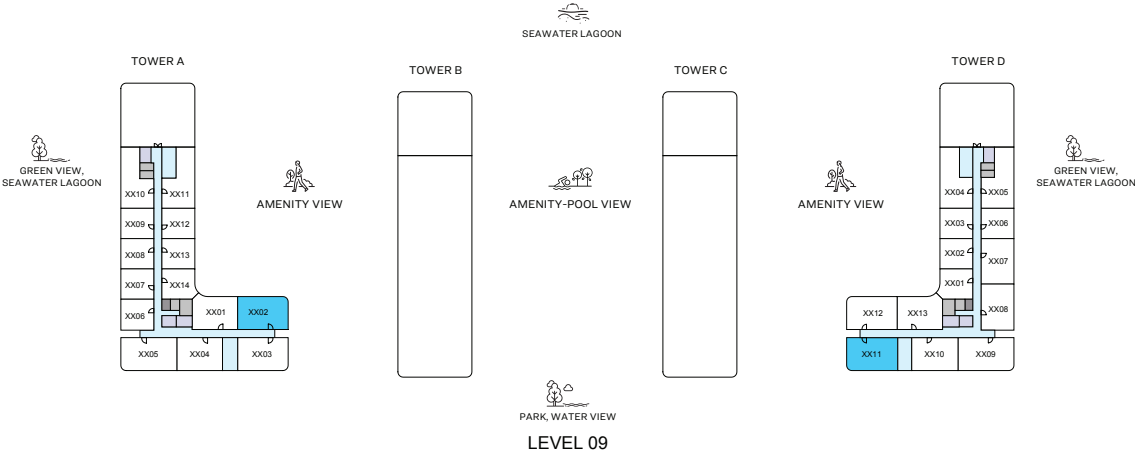 SEAWATER LAGOON
TOWER A
TOWER B
TOWER C
TOWER D
GREEN VIEW,
SEAWATER LAGOON
AMENITY VIEW
AMENITY-POOL VIEW
AMENITY VIEW
GREEN VIEW,
SEAWATER LAGOON
XX10 XX11
XX09 XX12
XX08 XX13
XX07 XX14
XX06 XX01 XX02
XX05 XX04 XX03
XX04 XX05
XX03 XX06
XX02 XX07
XX01
XX12 XX13 XX08
XX11 XX10 XX09
PARK, WATER VIEW
LEVEL 09